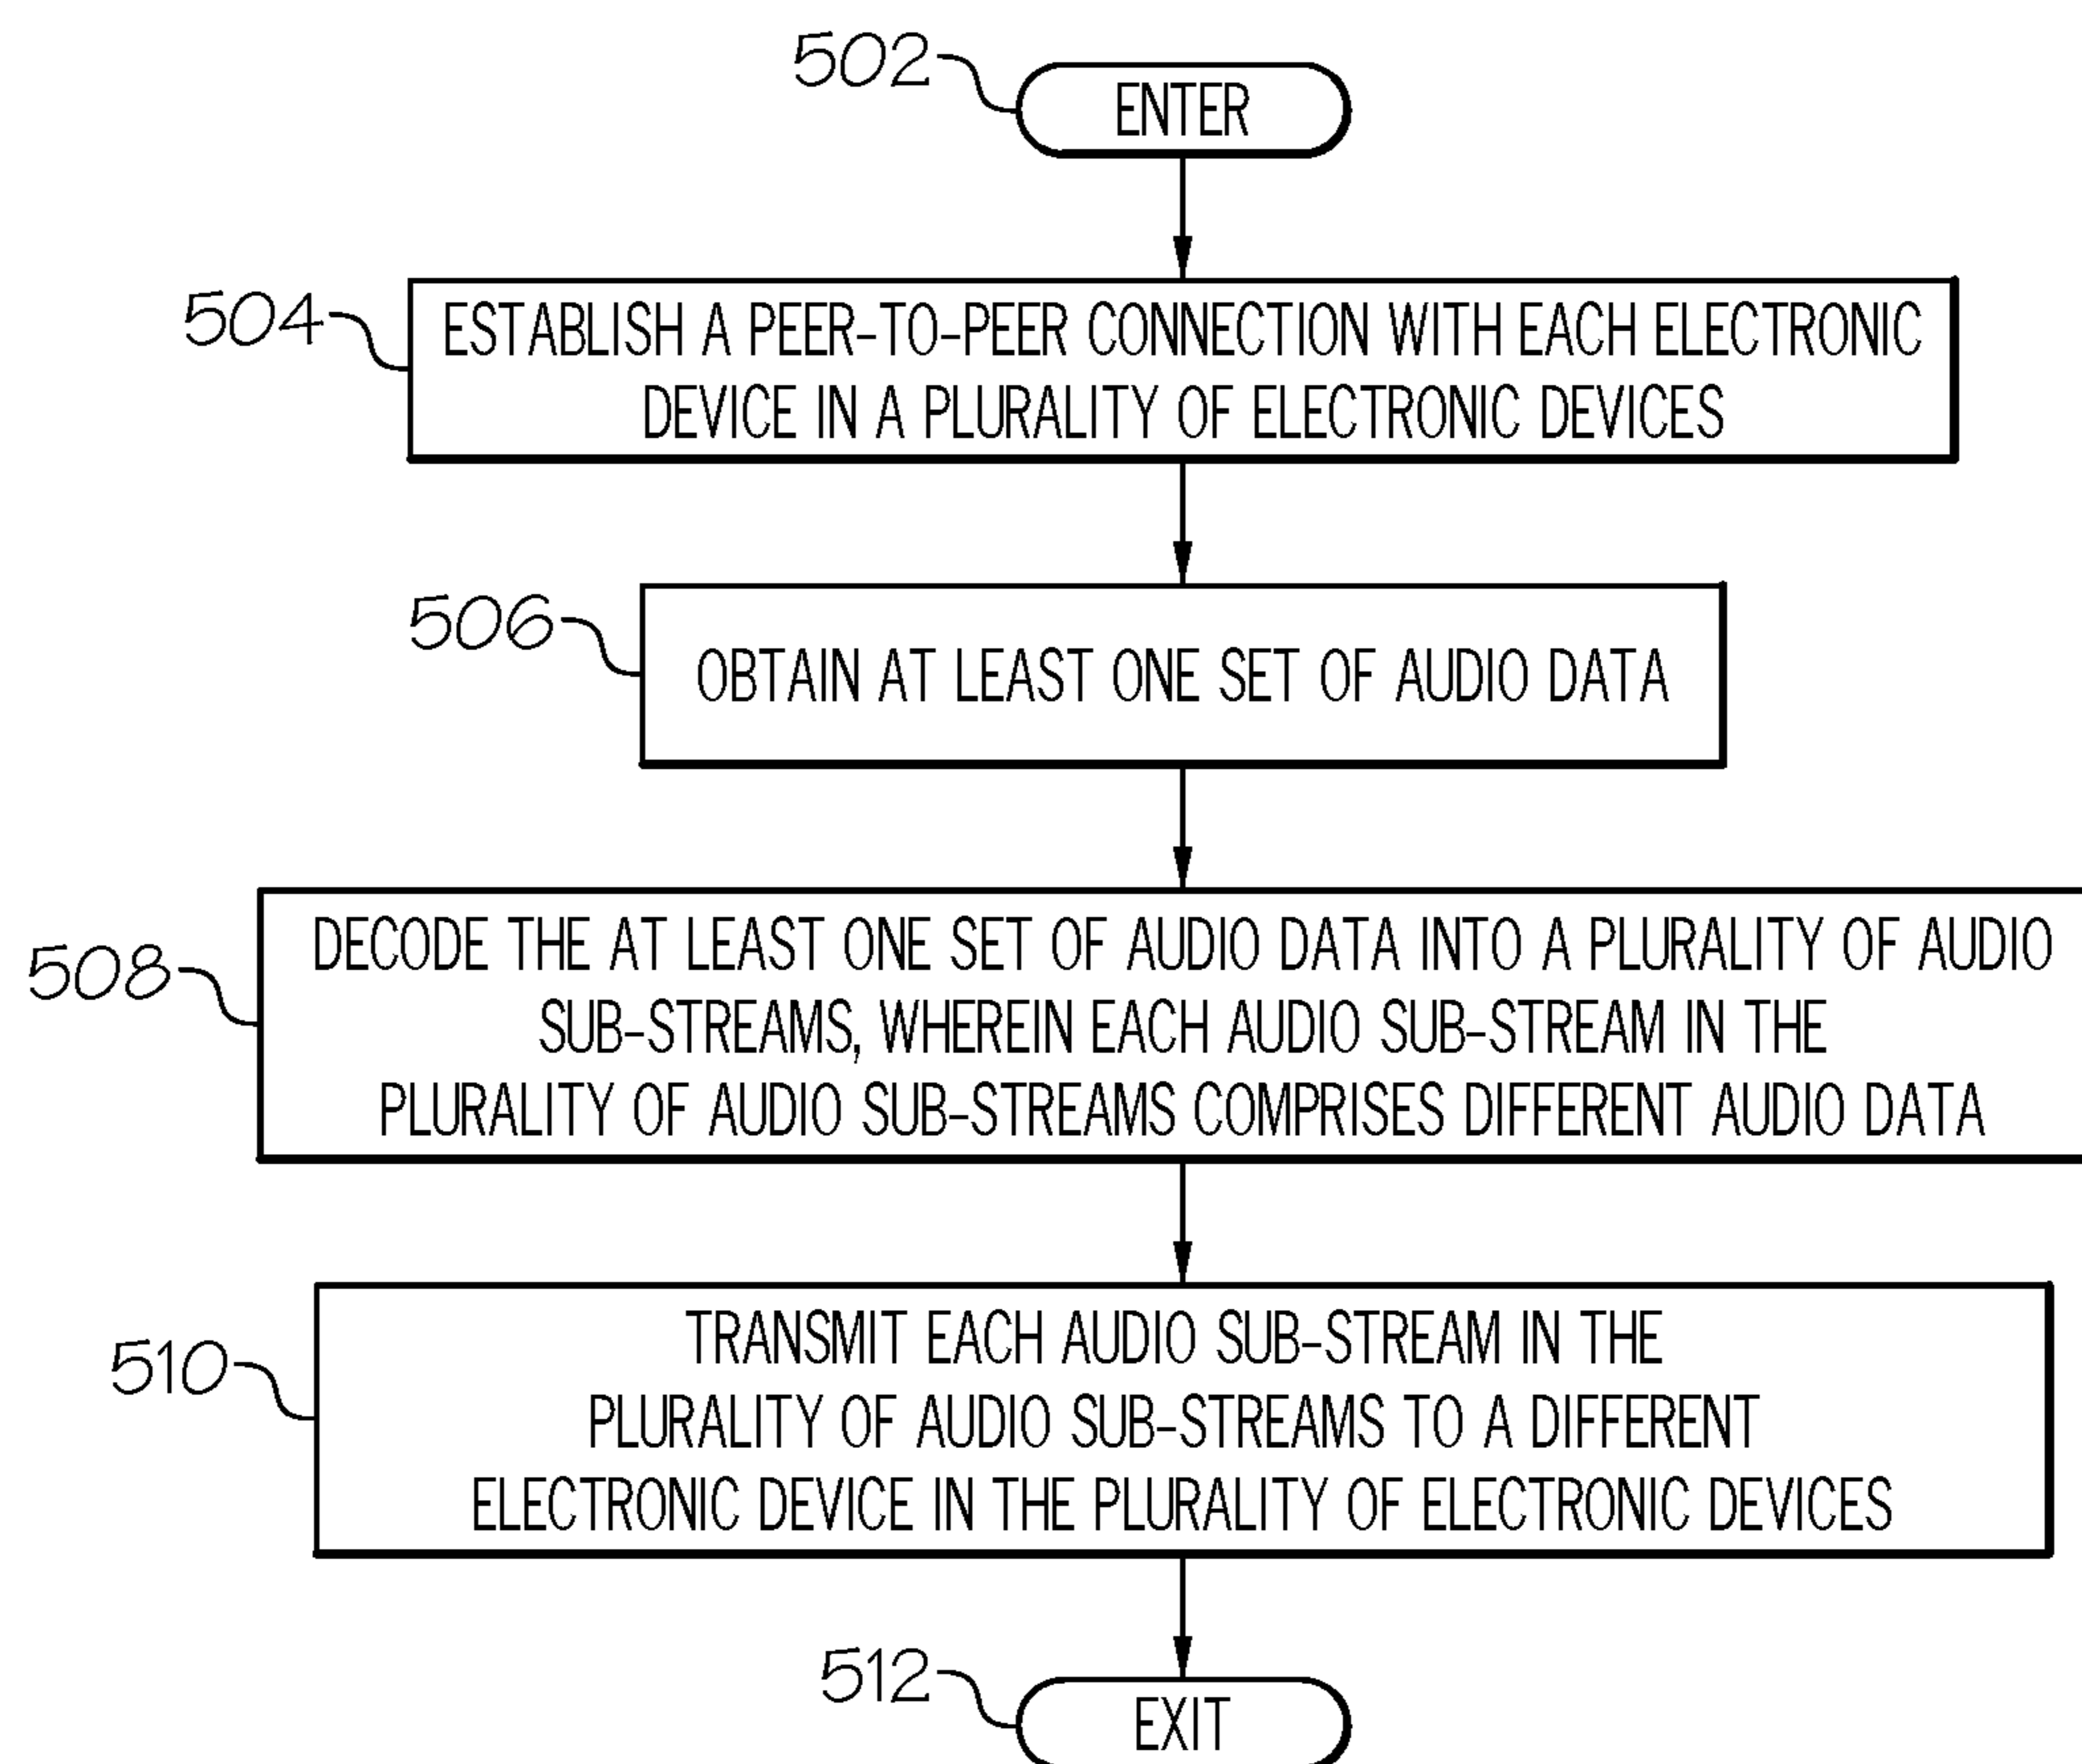 502
ENTER
504
ESTABLISH A PEER-TO-PEER CONNECTION WITH EACH ELECTRONIC
DEVICE IN A PLURALITY OF ELECTRONIC DEVICES
506
OBTAIN AT LEAST ONE SET OF AUDIO DATA
508
DECODE THE AT LEAST ONE SET OF AUDIO DATA INTO A PLURALITY OF AUDIO
SUB-STREAMS, WHEREIN EACH AUDIO SUB-STREAM IN THE
PLURALITY OF AUDIO SUB-STREAMS COMPRISES DIFFERENT AUDIO DATA
510
TRANSMIT EACH AUDIO SUB-STREAM IN THE
PLURALITY OF AUDIO SUB-STREAMS TO A DIFFERENT
ELECTRONIC DEVICE IN THE PLURALITY OF ELECTRONIC DEVICES
512
EXIT